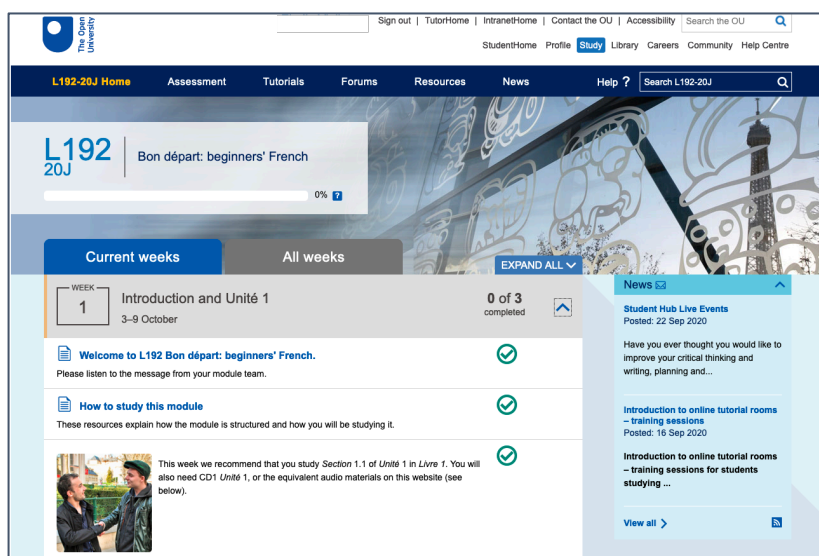 The Open
University
Sign out | TutorHome | IntranetHome | Contact the OU | Accessibility Search the OU
StudentHome Profile Study Library Careers Community Help Centre
L192-20J Home Assessment Tutorials Forums Resources News Help ? Search L192-20J
L192
20J
Bon départ: beginners' French
0% ?
Current weeks All weeks EXPAND ALL
WEEK
1
Introduction and Unité 1
3–9 October
0 of 3
completed
Welcome to L192 Bon départ: beginners' French.
Please listen to the message from your module team.
How to study this module
These resources explain how the module is structured and how you will be studying it.
This week we recommend that you study Section 1.1 of Unité 1 in Livre 1. You will
also need CD1 Unité 1, or the equivalent audio materials on this website (see
below).
News
Student Hub Live Events
Posted: 22 Sep 2020
Have you ever thought you would like to
improve your critical thinking and
writing, planning and...
Introduction to online tutorial rooms
– training sessions
Posted: 16 Sep 2020
Introduction to online tutorial rooms
– training sessions for students
studying ...
View all